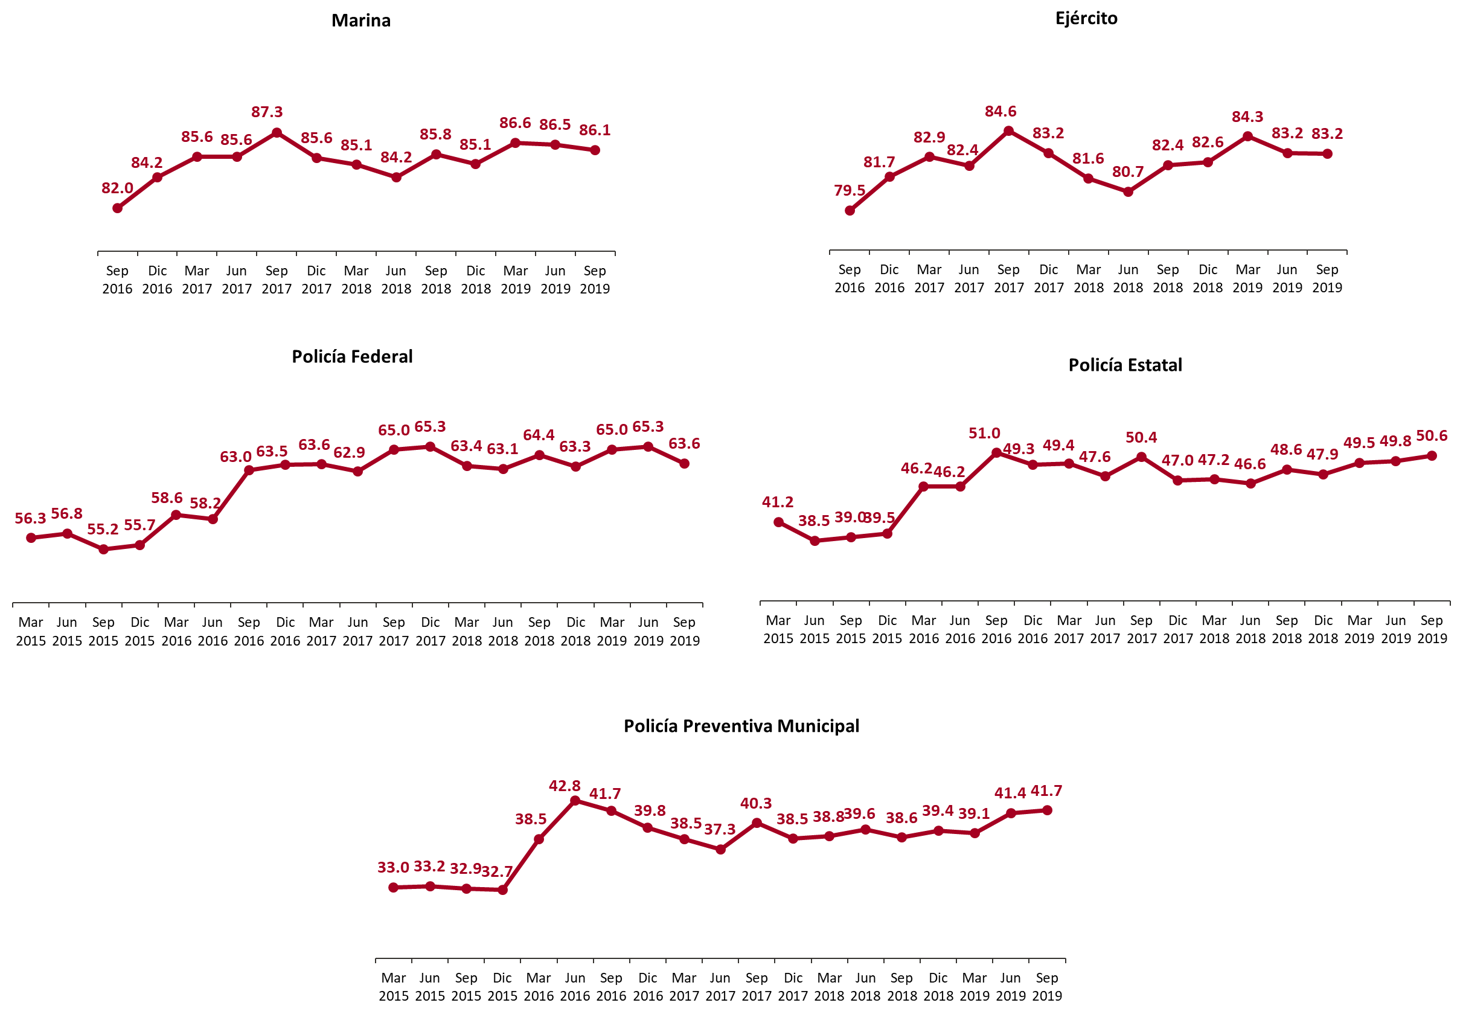 Marina
82.0 84.2 85.6 85.6 87.3 85.6 85.1 84.2 85.8 85.1 86.6 86.5 86.1
Sep Dic Mar Jun Sep Dic Mar Jun Sep Dic Mar Jun Sep
2016 2016 2017 2017 2017 2017 2018 2018 2018 2018 2019 2019 2019
Ejército
79.5 81.7 82.9 82.4 84.6 83.2 81.6 80.7 82.4 82.6 84.3 83.2 83.2
Sep Dic Mar Jun Sep Dic Mar Jun Sep Dic Mar Jun Sep
2016 2016 2017 2017 2017 2017 2018 2018 2018 2018 2019 2019 2019
Policía Federal
56.3 56.8 55.2 55.7 58.6 58.2 63.0 63.5 63.6 62.9 65.0 65.3 63.4 63.1 64.4 63.3 65.0 65.3 63.6
Mar Jun Sep Dic Mar Jun Sep Dic Mar Jun Sep Dic Mar Jun Sep Dic Mar Jun Sep
2015 2015 2015 2015 2016 2016 2016 2016 2017 2017 2017 2017 2018 2018 2018 2018 2019 2019 2019
Policía Estatal
41.2 38.5 39.0 39.5 46.2 46.2 51.0 49.3 49.4 47.6 50.4 47.0 47.2 46.6 48.6 47.9 49.5 49.8 50.6
Mar Jun Sep Dic Mar Jun Sep Dic Mar Jun Sep Dic Mar Jun Sep Dic Mar Jun Sep
2015 2015 2015 2015 2016 2016 2016 2016 2017 2017 2017 2017 2018 2018 2018 2018 2019 2019 2019
Policía Preventiva Municipal
33.0 33.2 32.9 32.7 38.5 42.8 41.7 39.8 38.5 37.3 40.3 38.5 38.8 39.6 38.6 39.4 39.1 41.4 41.7
Mar Jun Sep Dic Mar Jun Sep Dic Mar Jun Sep Dic Mar Jun Sep Dic Mar Jun Sep
2015 2015 2015 2015 2016 2016 2016 2016 2017 2017 2017 2017 2018 2018 2018 2018 2019 2019 2019